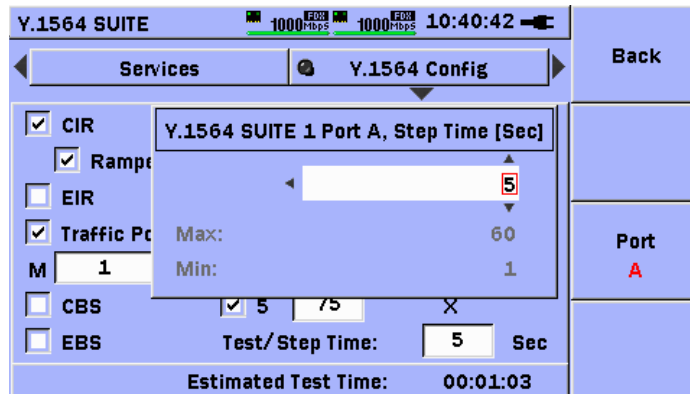 Y.1564 SUITE 1000 FDX Mbps 1000 FDX Mbps 10:40:42
Back
Services Y.1564 Config
CIR
Y.1564 SUITE 1 Port A, Step Time [Sec]
Rampe
5
EIR
Traffic Po
Max: 60
Port
A
M 1
Min: 1
CBS 5 75 X
EBS Test/Step Time: 5 Sec
Estimated Test Time: 00:01:03